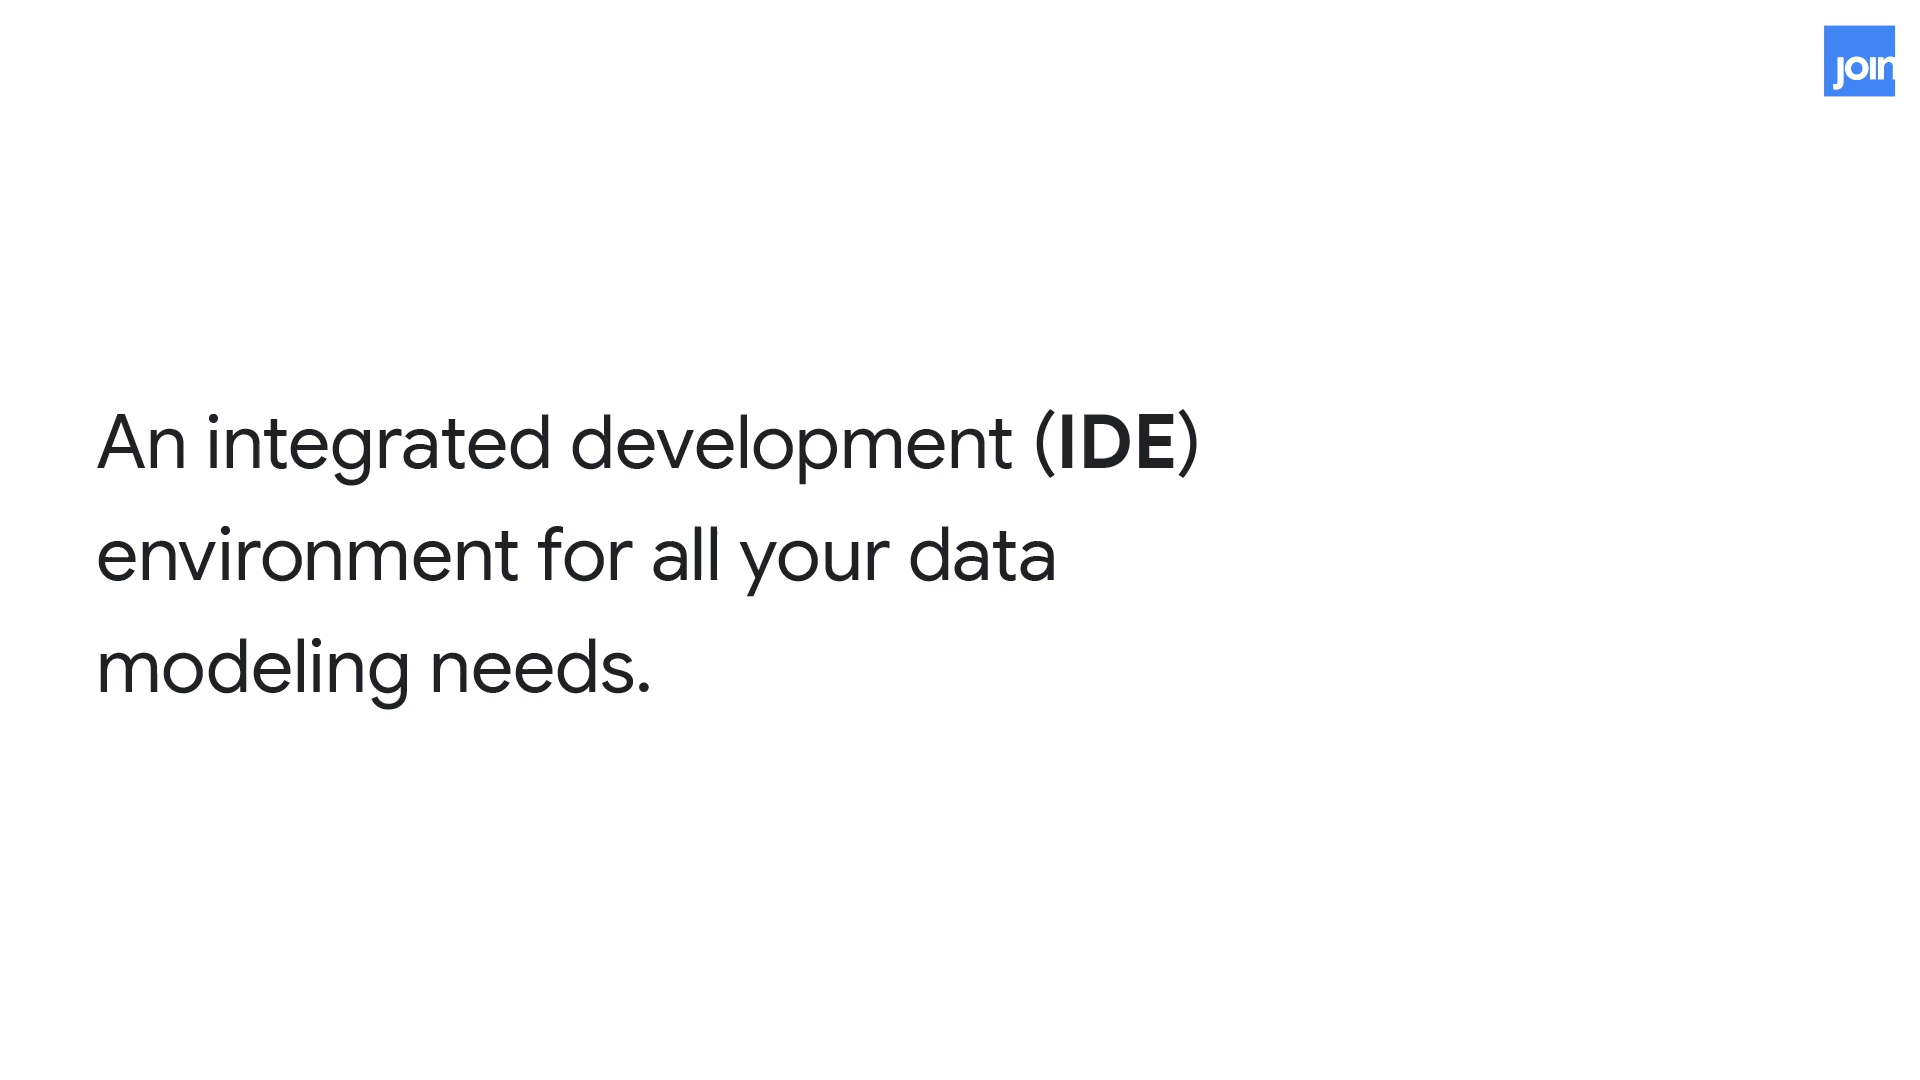 join
An integrated development (IDE)
environment for all your data
modeling needs.